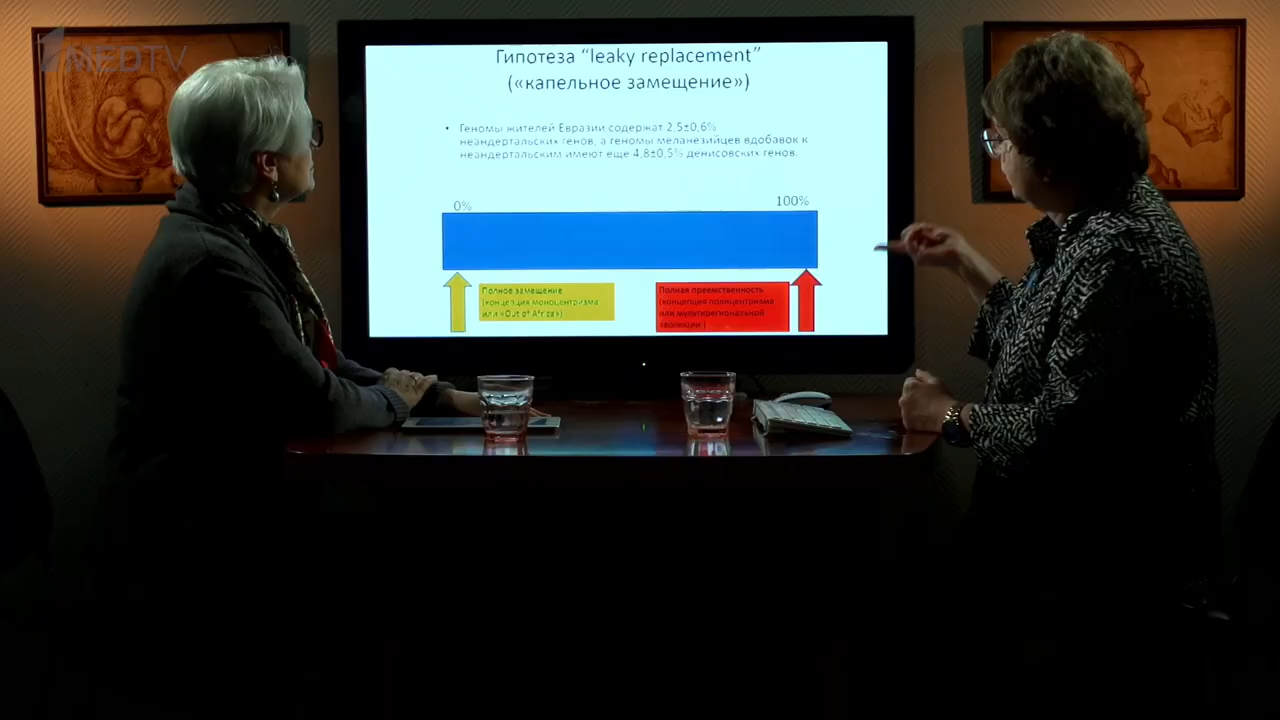 1MEDTV
Гипотеза “leaky replacement”
(«капельное замещение»)
• Геномы жителей Евразии содержат 2,5±0,6%
неандертальских генов, а геномы меланезийцев вдобавок к
неандертальским имеют еще 4,8±0,5% денисовских генов.
0%
100%
Полное замещение
(концепция моноцентризма
или «Out of Africa»)
Полная преемственность
(концепция полицентризма
или мультирегиональной
эволюции )